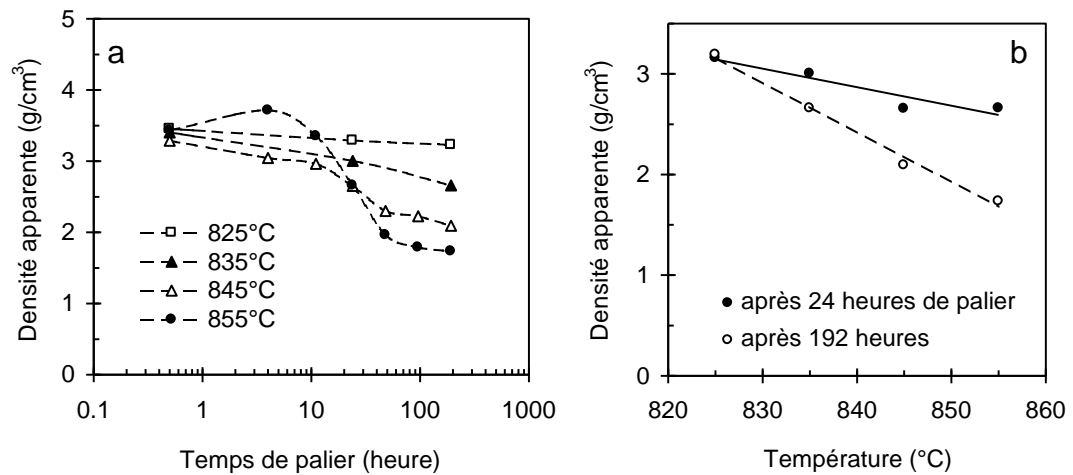 a
Densité apparente (g/cm³)
5
4
3
2
1
0
825°C
835°C
845°C
855°C
0.1
1
10
100
1000
Temps de palier (heure)
b
Densité apparente (g/cm³)
3
2
1
0
après 24 heures de palier
après 192 heures
820
830
840
850
860
Température (°C)